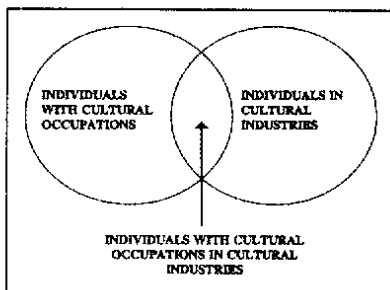 INDIVIDUALS
WITH CULTURAL
OCCUPATIONS
INDIVIDUALS IN
CULTURAL
INDUSTRIES
INDIVIDUALS WITH CULTURAL
OCCUPATIONS IN CULTURAL
INDUSTRIES